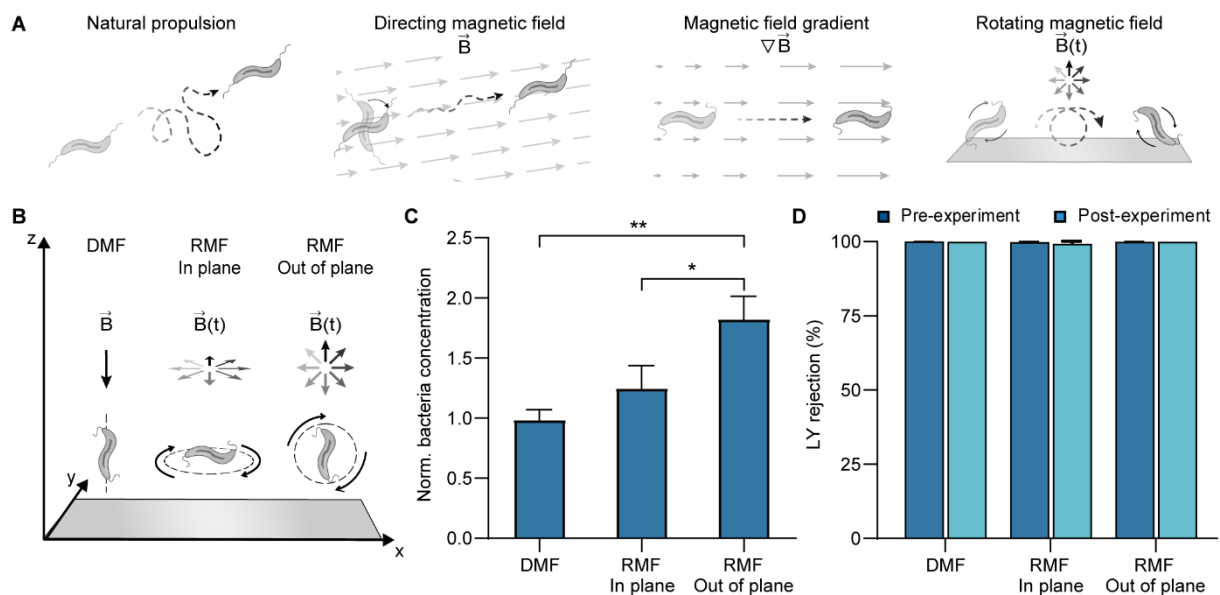 A
Natural propulsion
Directing magnetic field
B
Magnetic field gradient
∇ B
Rotating magnetic field
B(t)
B
z
DMF
RMF
In plane
RMF
Out of plane
B
B(t)
B(t)
y
x
C
**
*
2.5
2.0
1.5
1.0
0.5
0.0
Norm. bacteria concentration
DMF
RMF
In plane
RMF
Out of plane
D
Pre-experiment
Post-experiment
100
75
50
25
0
LY rejection (%)
DMF
RMF
In plane
RMF
Out of plane